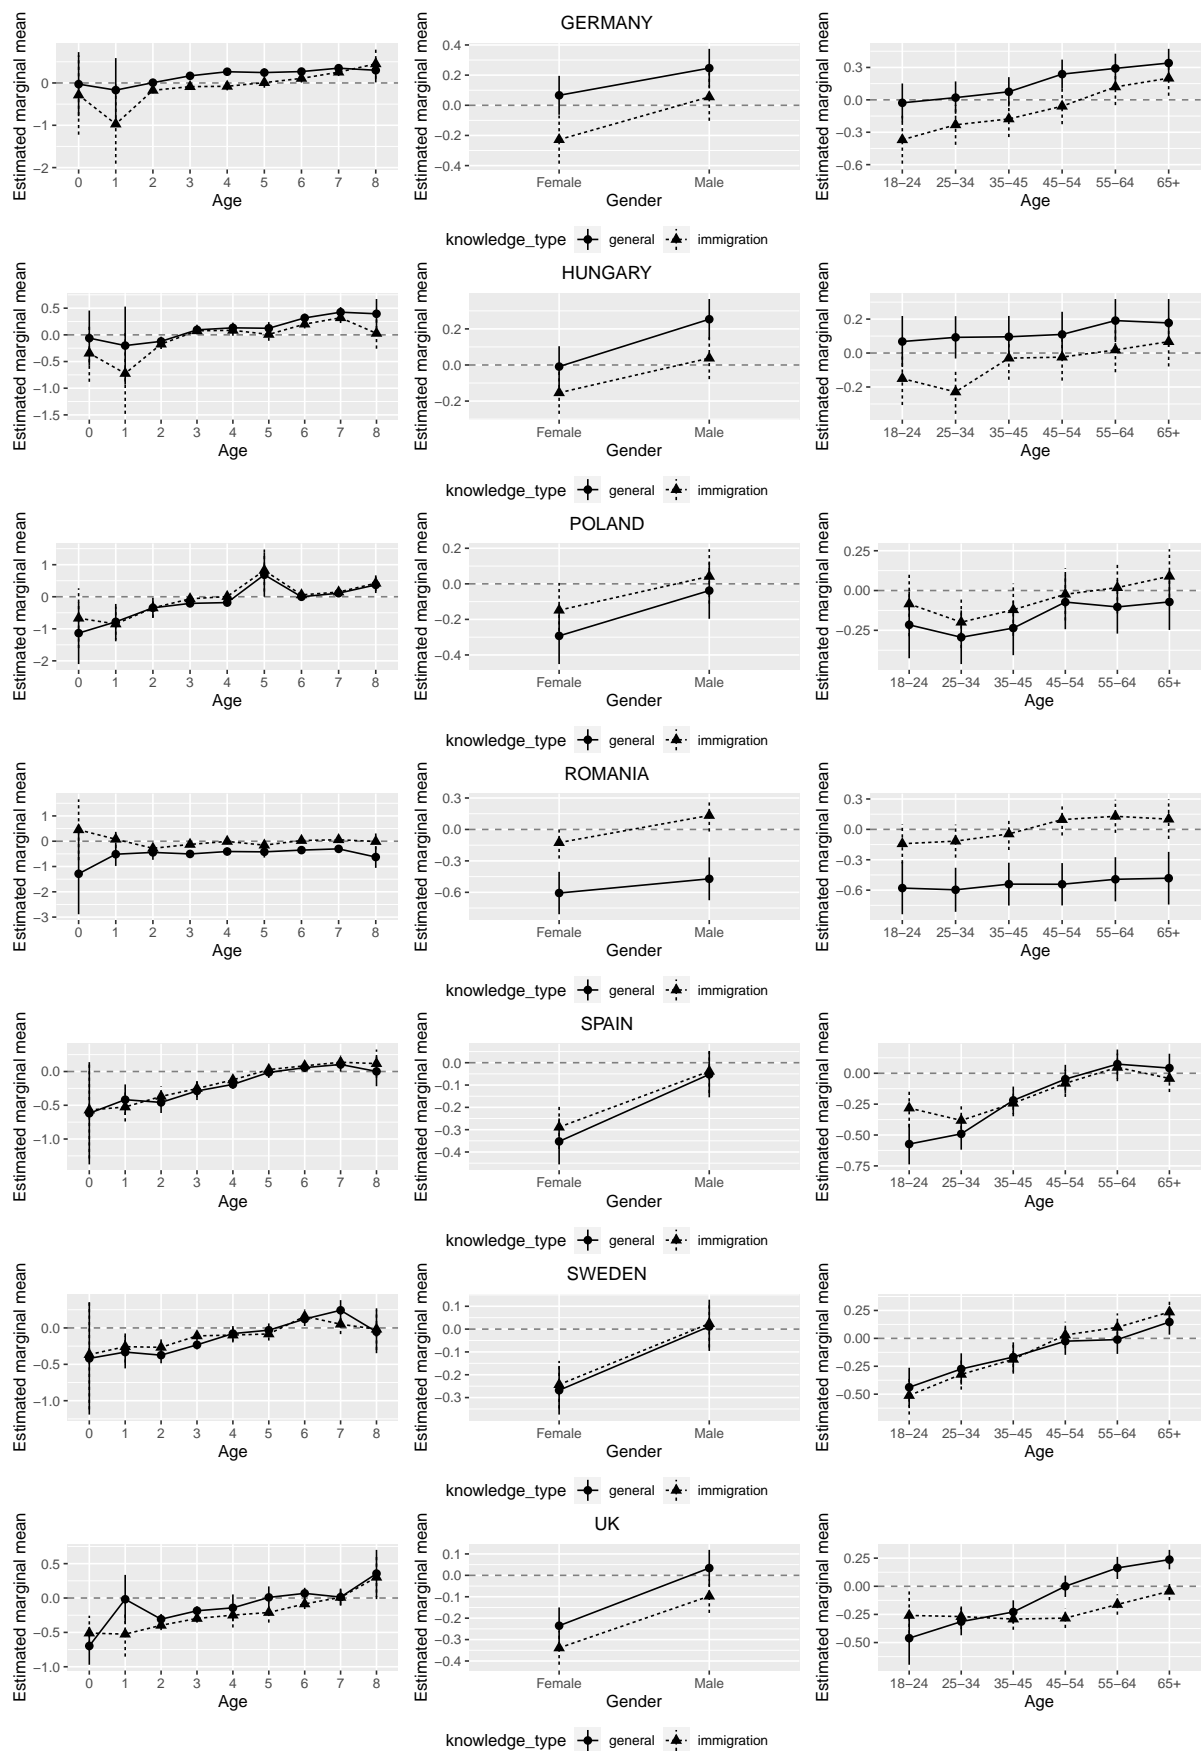 GERMANY
Estimated marginal mean
0
−1
−2
0 1 2 3 4 5 6 7 8
Age
Estimated marginal mean
0.4
0.2
0.0
−0.2
−0.4
Female Male
Gender
Estimated marginal mean
0.3
0.0
−0.3
−0.6
18−24 25−34 35−45 45−54 55−64 65+
Age
knowledge_type general immigration
HUNGARY
Estimated marginal mean
0.5
0.0
−0.5
−1.0
−1.5
0 1 2 3 4 5 6 7 8
Age
Estimated marginal mean
0.2
0.0
−0.2
Female Male
Gender
Estimated marginal mean
0.2
0.0
−0.2
18−24 25−34 35−45 45−54 55−64 65+
Age
knowledge_type general immigration
POLAND
Estimated marginal mean
1
0
−1
−2
0 1 2 3 4 5 6 7 8
Age
Estimated marginal mean
0.2
0.0
−0.2
−0.4
Female Male
Gender
Estimated marginal mean
0.25
0.00
−0.25
18−24 25−34 35−45 45−54 55−64 65+
Age
knowledge_type general immigration
ROMANIA
Estimated marginal mean
1
0
−1
−2
−3
0 1 2 3 4 5 6 7 8
Age
Estimated marginal mean
0.3
0.0
−0.3
−0.6
Female Male
Gender
Estimated marginal mean
0.3
0.0
−0.3
−0.6
18−24 25−34 35−45 45−54 55−64 65+
Age
knowledge_type general immigration
SPAIN
Estimated marginal mean
0.0
−0.5
−1.0
0 1 2 3 4 5 6 7 8
Age
Estimated marginal mean
0.0
−0.1
−0.2
−0.3
−0.4
Female Male
Gender
Estimated marginal mean
0.00
−0.25
−0.50
−0.75
18−24 25−34 35−45 45−54 55−64 65+
Age
knowledge_type general immigration
SWEDEN
Estimated marginal mean
0.0
−0.5
−1.0
0 1 2 3 4 5 6 7 8
Age
Estimated marginal mean
0.1
0.0
−0.1
−0.2
−0.3
Female Male
Gender
Estimated marginal mean
0.25
0.00
−0.25
−0.50
18−24 25−34 35−45 45−54 55−64 65+
Age
knowledge_type general immigration
UK
Estimated marginal mean
0.5
0.0
−0.5
−1.0
0 1 2 3 4 5 6 7 8
Age
Estimated marginal mean
0.1
0.0
−0.1
−0.2
−0.3
−0.4
Female Male
Gender
Estimated marginal mean
0.25
0.00
−0.25
−0.50
18−24 25−34 35−45 45−54 55−64 65+
Age
knowledge_type general immigration